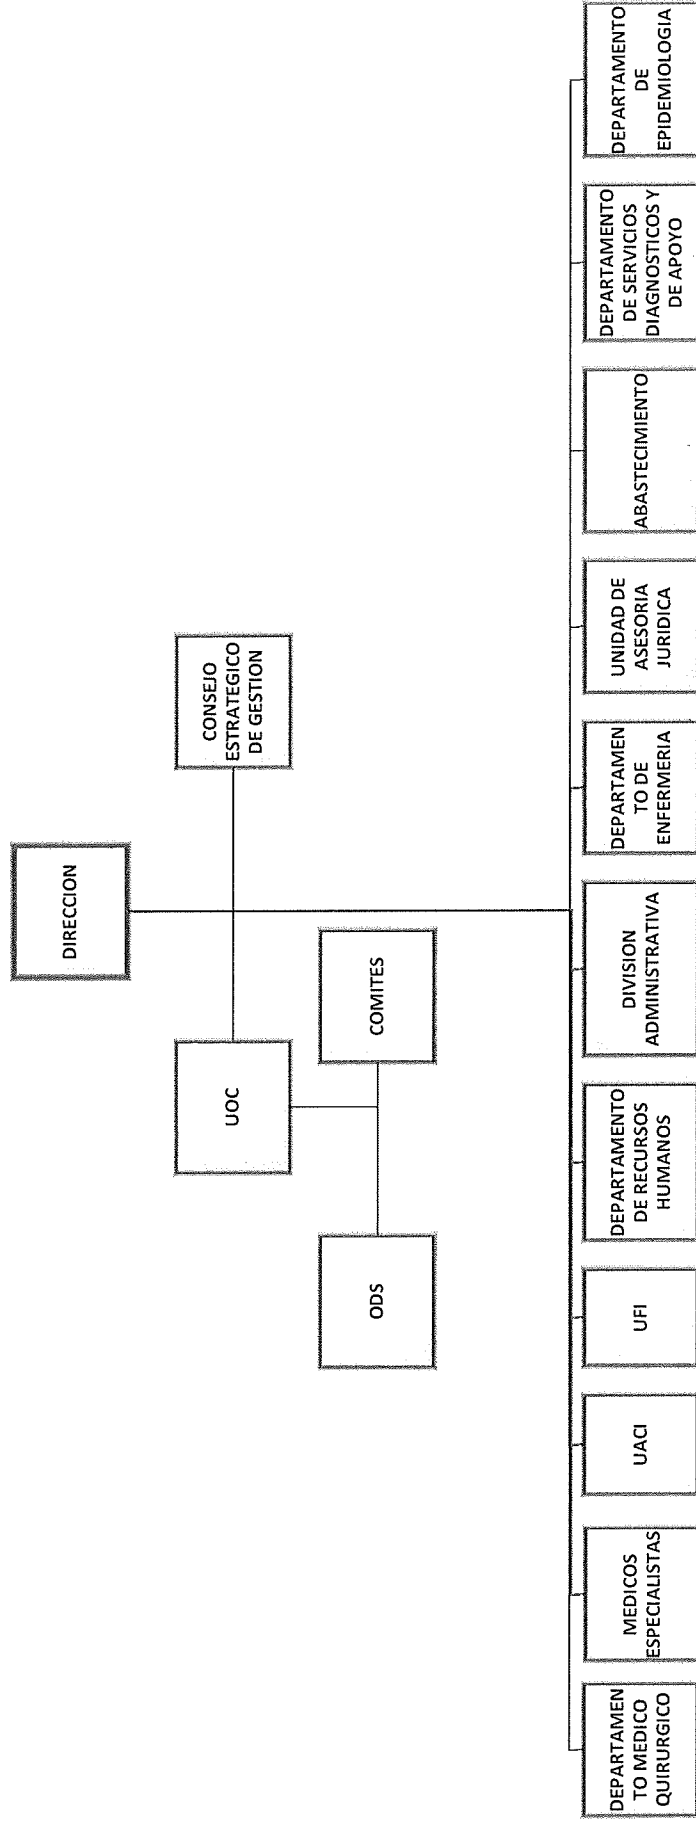 DIRECCION
UOC
CONSEJO
ESTRATEGICO
DE GESTION
ODS
COMITES
DEPARTAMEN
TO MEDICO
QUIRURGICO
MEDICOS
ESPECIALISTAS
UACI
UFI
DEPARTAMENTO
DE RECURSOS
HUMANOS
DIVISION
ADMINISTRATIVA
DEPARTAMEN
TO DE
ENFERMERIA
UNIDAD DE
ASESORIA
JURIDICA
ABASTECIMIENTO
DEPARTAMENTO
DE SERVICIOS
DIAGNOSTICOS Y
DE APOYO
DEPARTAMENTO
DE
EPIDEMIOLOGIA